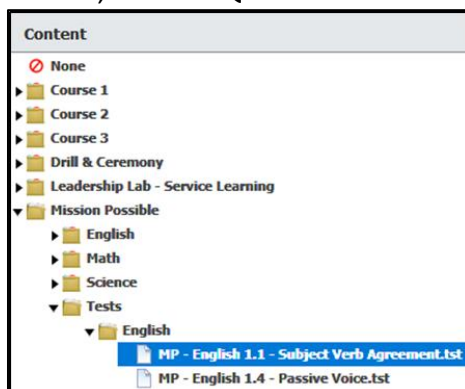 Content
None
Course 1
Course 2
Course 3
Drill & Ceremony
Leadership Lab - Service Learning
Mission Possible
English
Math
Science
Tests
English
MP - English 1.1 - Subject Verb Agreement.tst
MP - English 1.4 - Passive Voice.tst